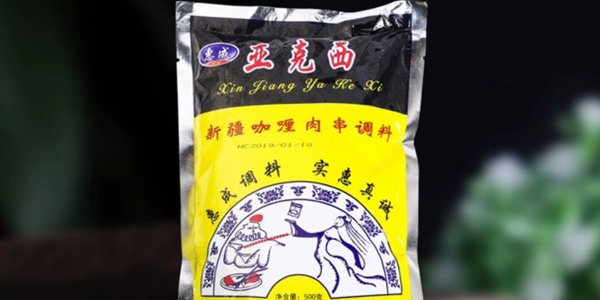 惠成
亚克西
Xin Jiang Ya Ke Xi
新疆咖喱肉串调料
HC2019/01/18
惠成调料 实惠真诚
净含量：500克